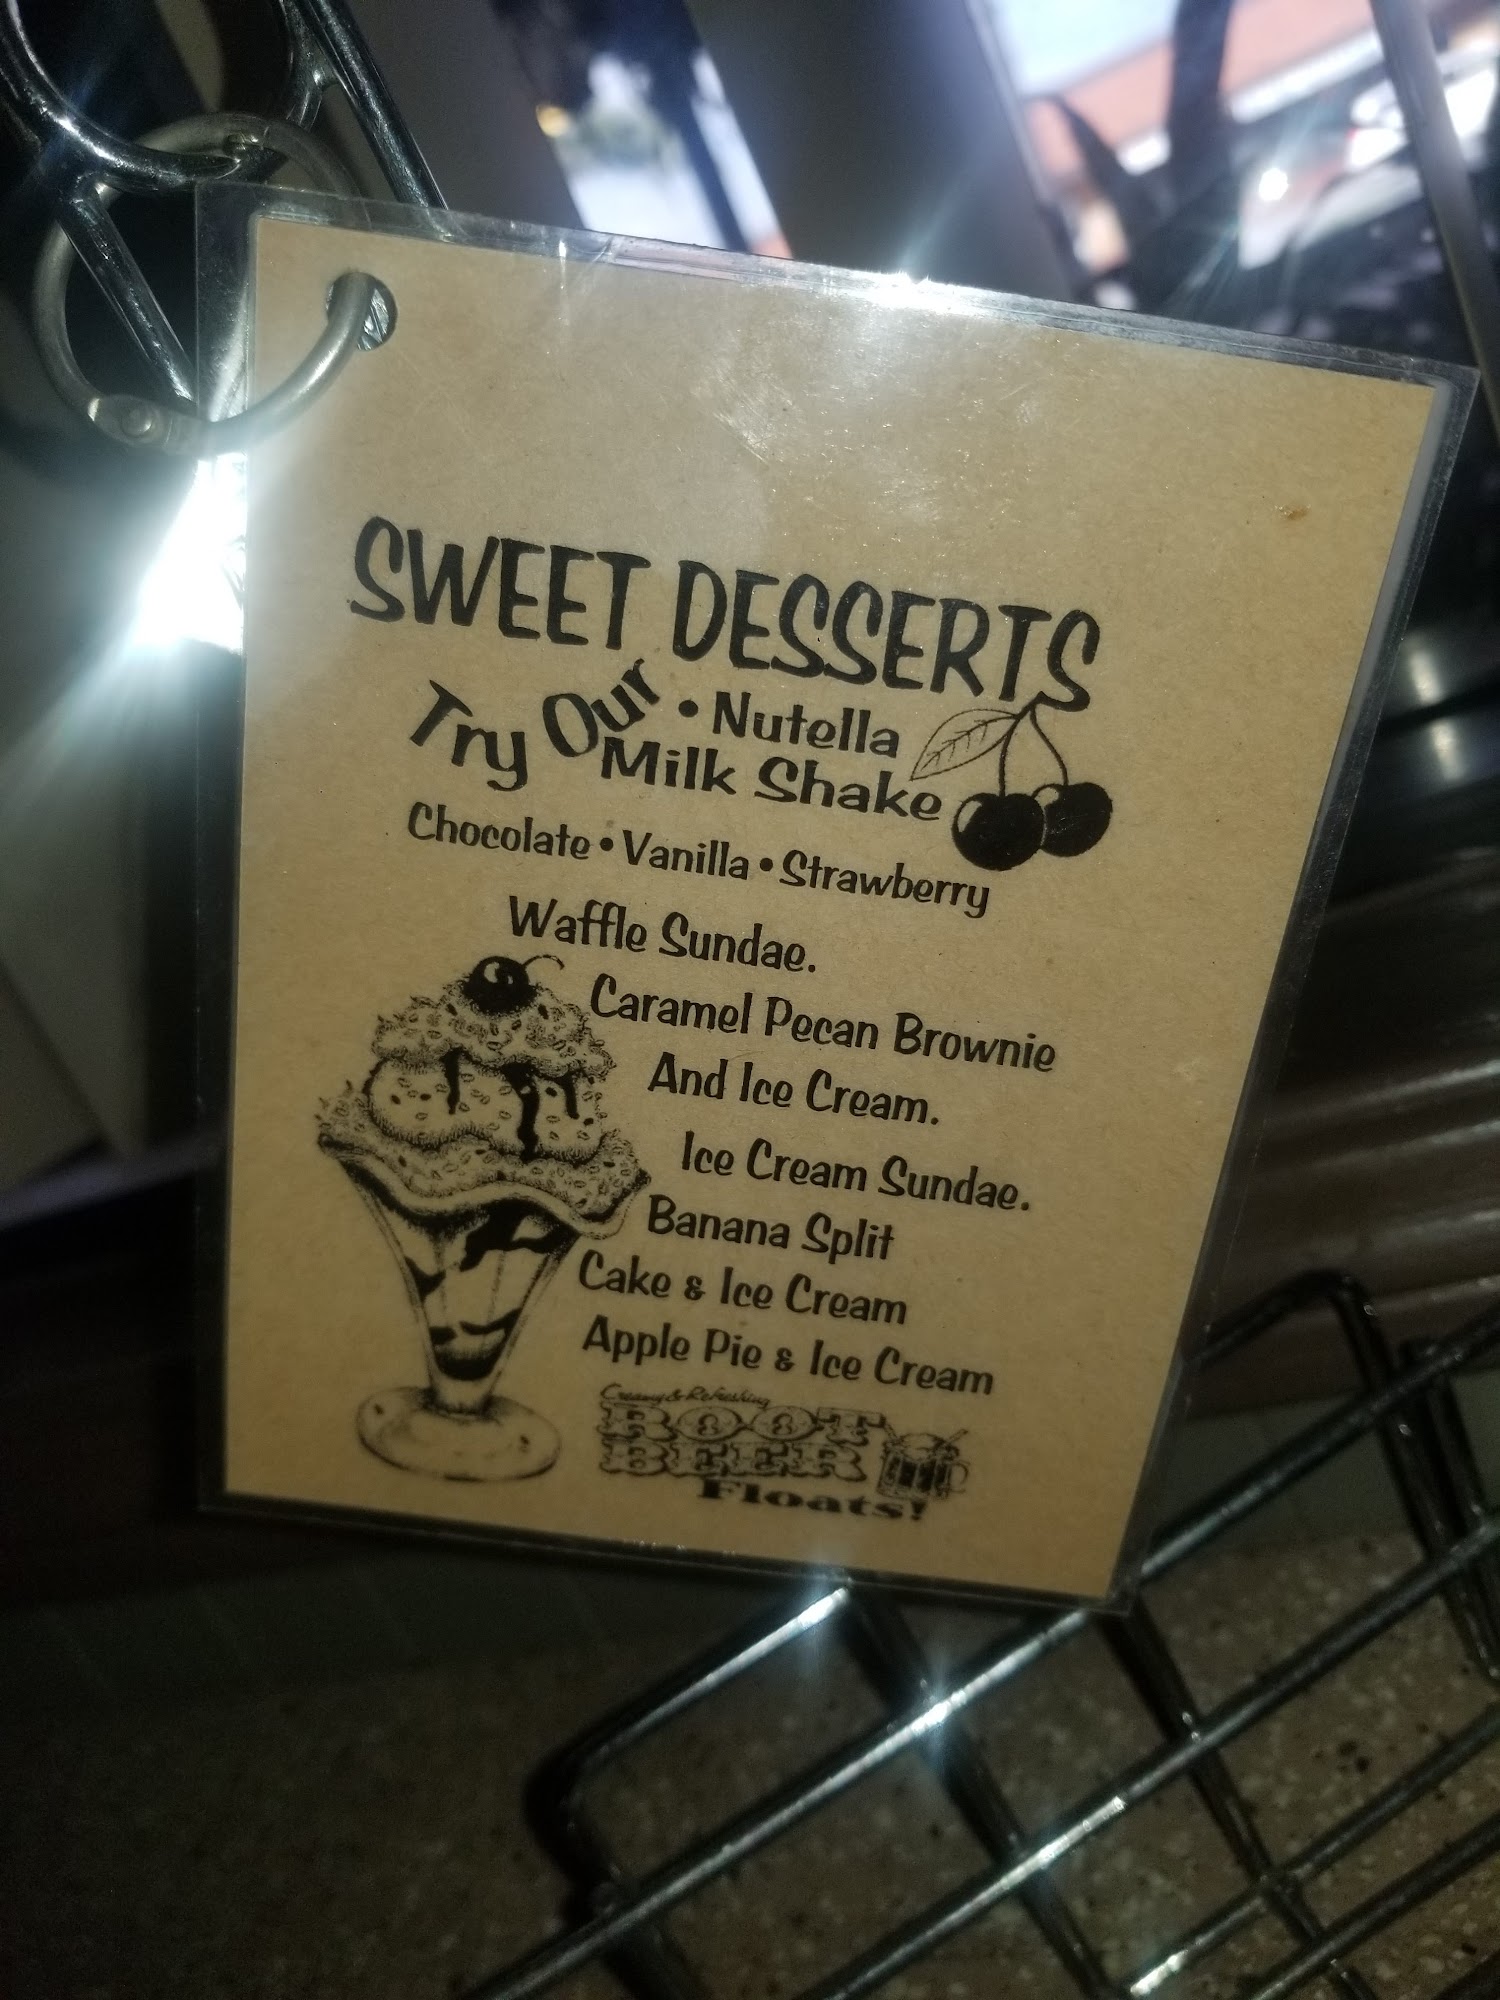 SWEET DESSERTS
Try Our • Nutella
Milk Shake
Chocolate • Vanilla • Strawberry
Waffle Sundae.
Caramel Pecan Brownie
And Ice Cream.
Ice Cream Sundae.
Banana Split
Cake & Ice Cream
Apple Pie & Ice Cream
Creamy & Refreshing
ROOT
BEER
Floats!